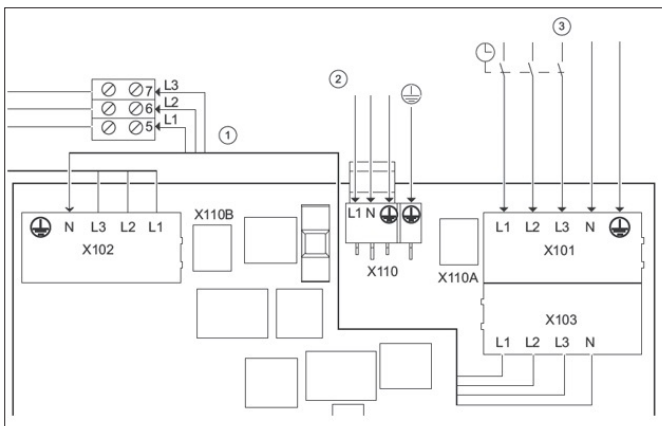 3
2
7 L3
6 L2
5 L1
1
N L3 L2 L1
X102
X110B
L1 N
X110
X110A
L1 L2 L3 N
X101
X103
L1 L2 L3 N